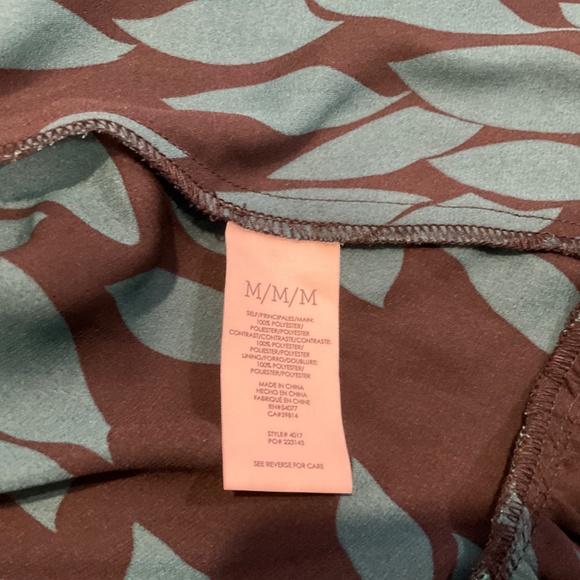 M/M/M
SELF/PRINCIPALES/MAIN:
100% POLYESTER/
POLIESTER/POLYESTER
CONTRAST/CONTRASTE/CONTRASTE:
100% POLYESTER/
POLIESTER/POLYESTER
LINING/FORRO/DOUBLURE:
100% POLYESTER/
POLIESTER/POLYESTER
MADE IN CHINA
HECHO EN CHINA
FABRIQUÉ EN CHINE
RN#54077
CA#39814
STYLE# 4017
PO# 223145
SEE REVERSE FOR CARE